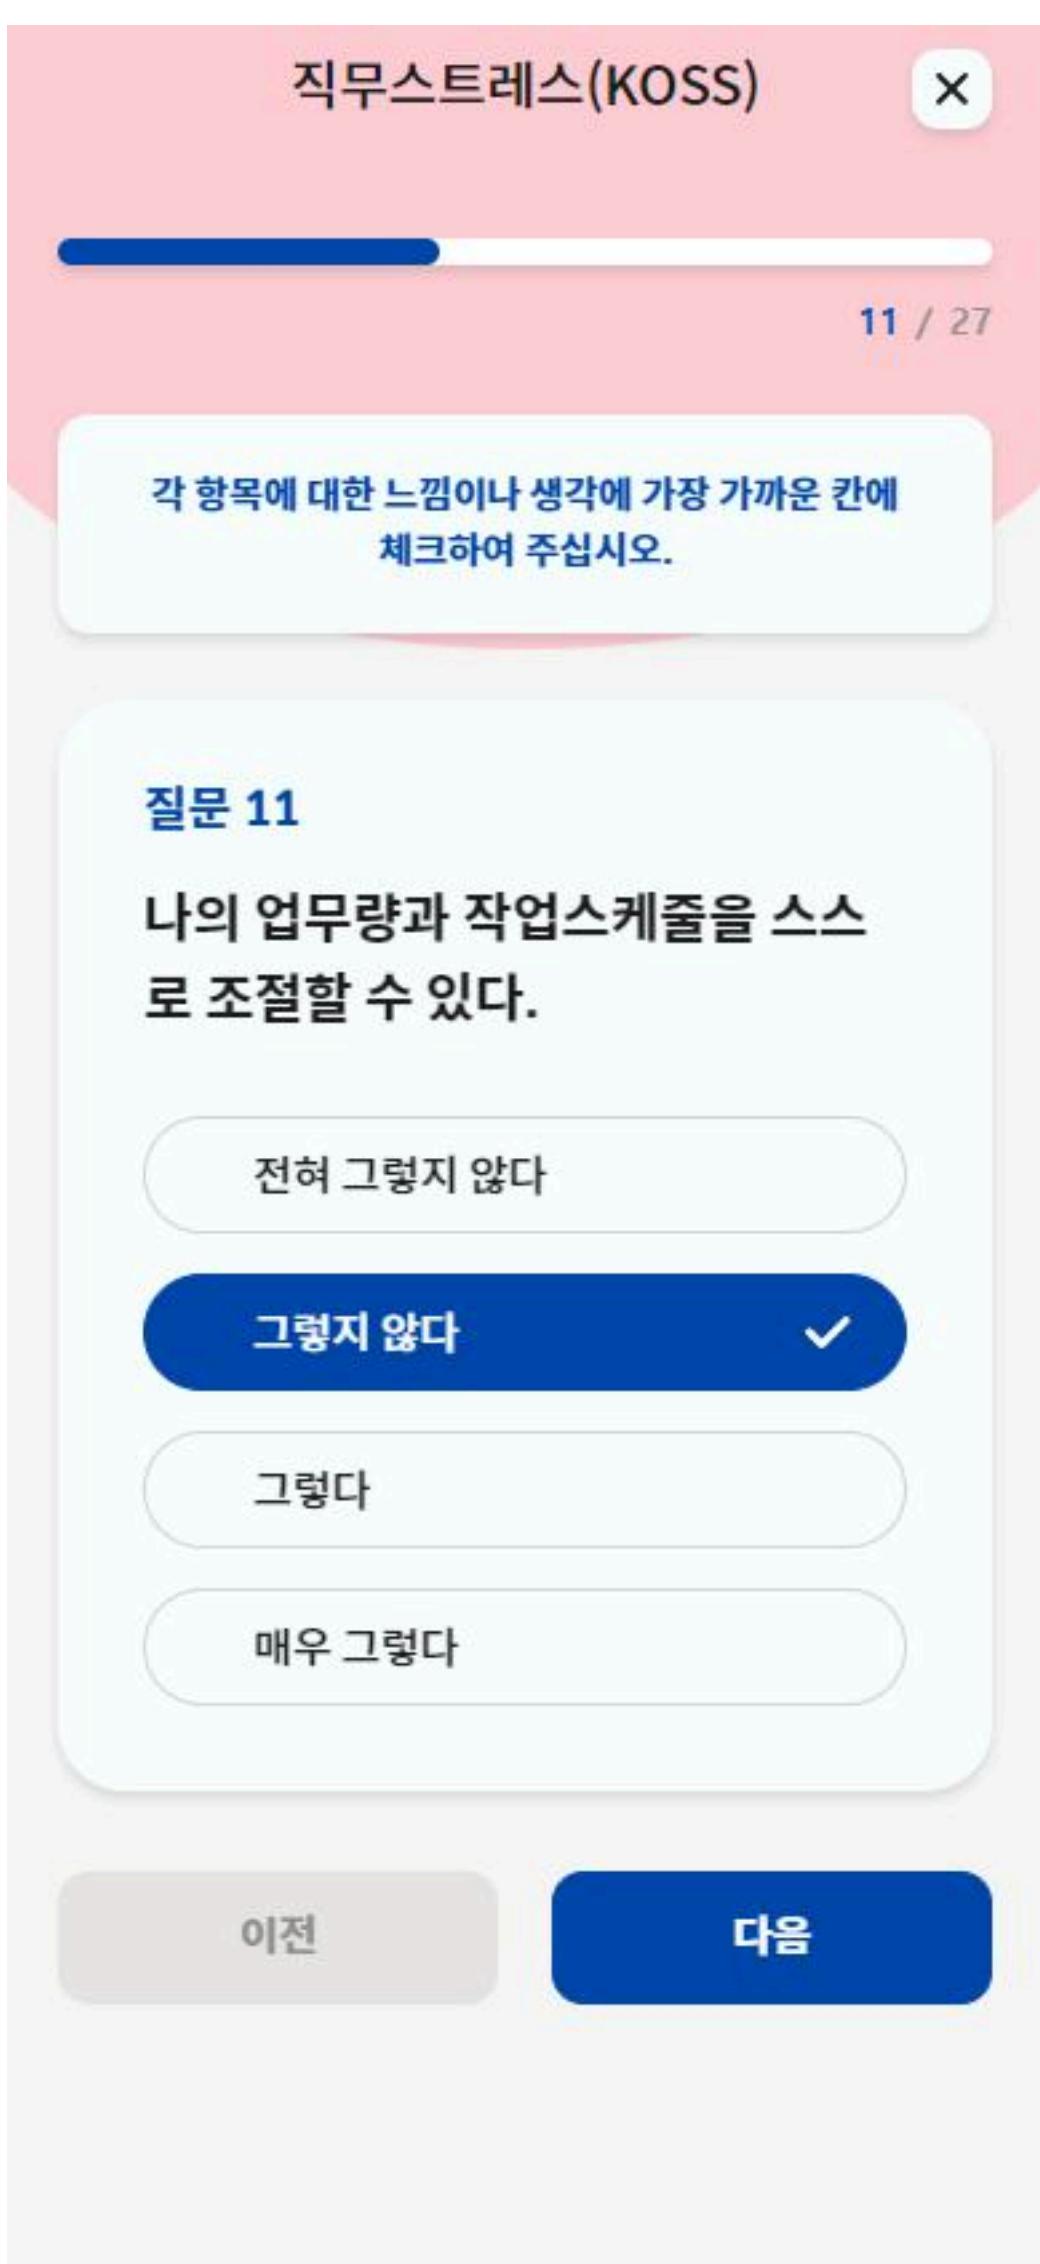 직무스트레스(KOSS)
11 / 27
각 항목에 대한 느낌이나 생각에 가장 가까운 칸에
체크하여 주십시오.
질문 11
나의 업무량과 작업스케줄을 스스
로 조절할 수 있다.
전혀 그렇지 않다
그렇지 않다
그렇다
매우 그렇다
이전
다음